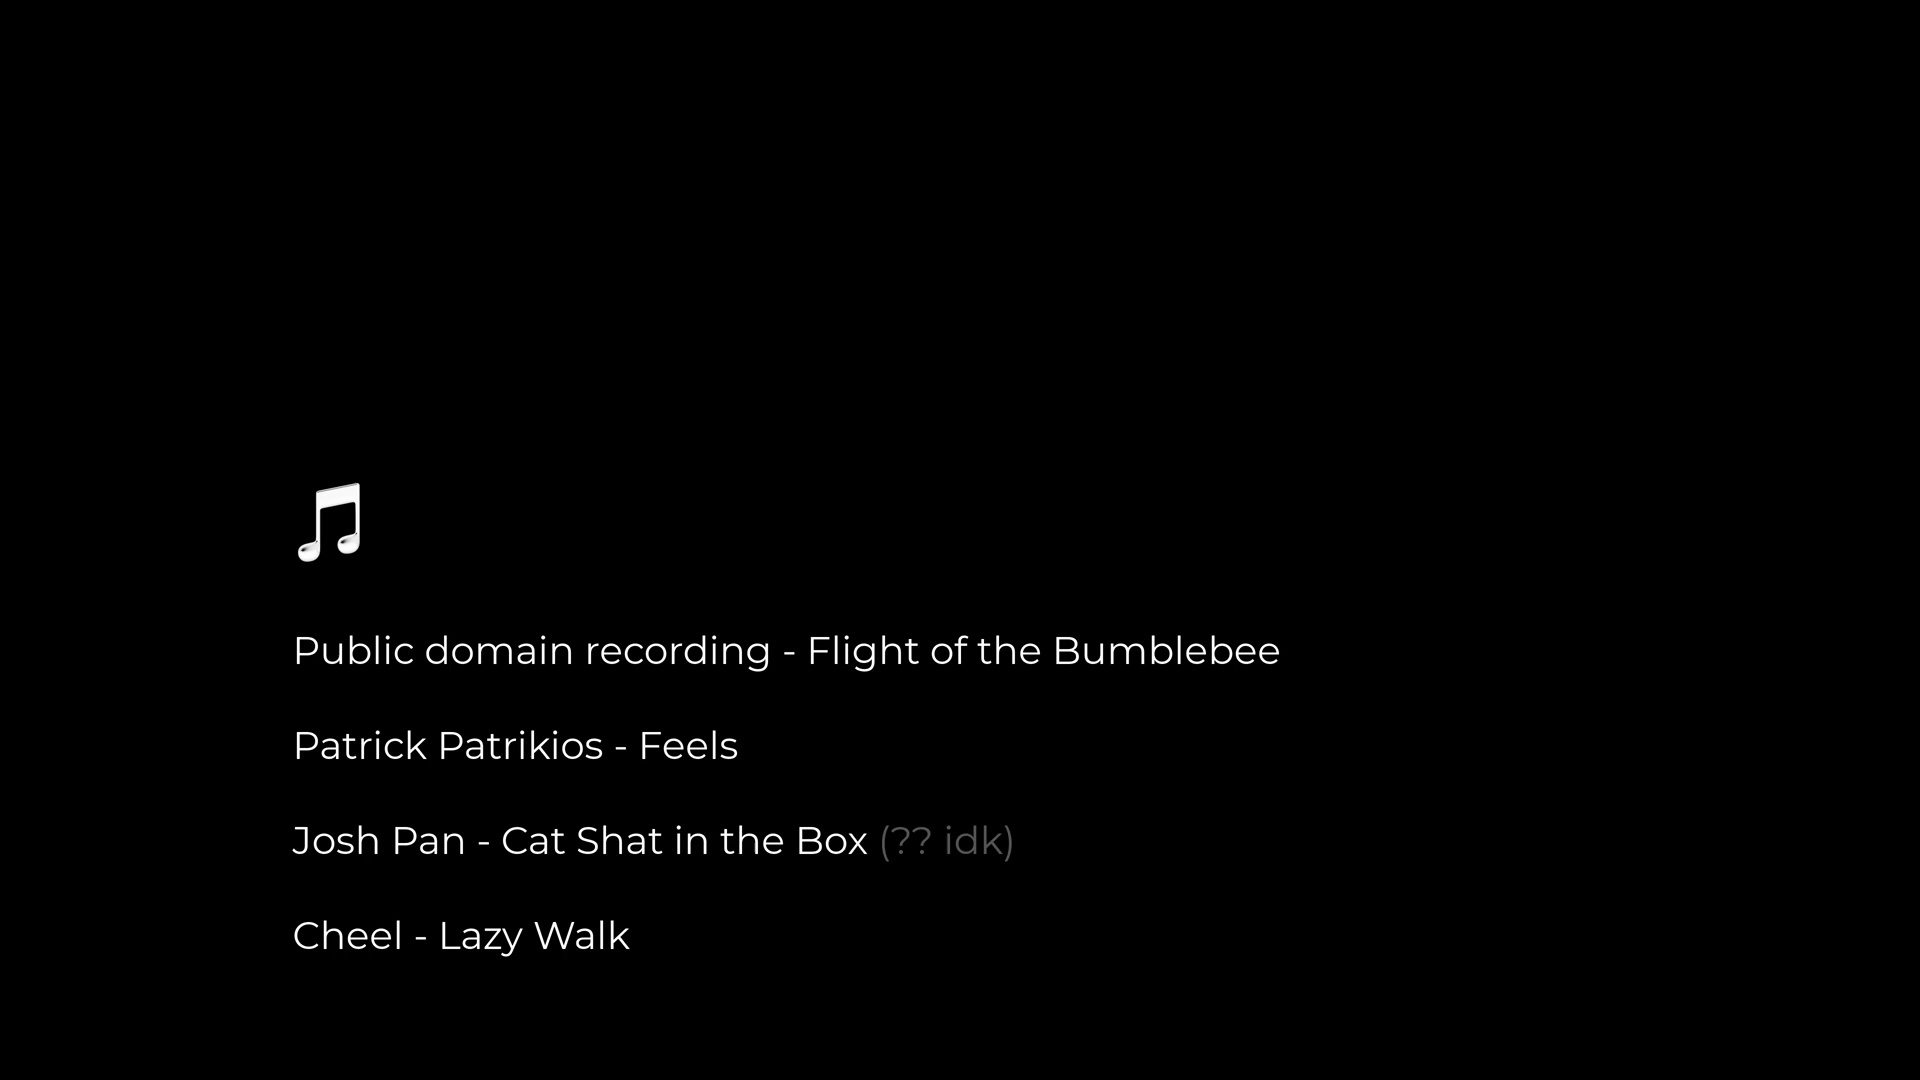 Public domain recording - Flight of the Bumblebee
Patrick Patrikios - Feels
Josh Pan - Cat Shat in the Box (?? idk)
Cheel - Lazy Walk